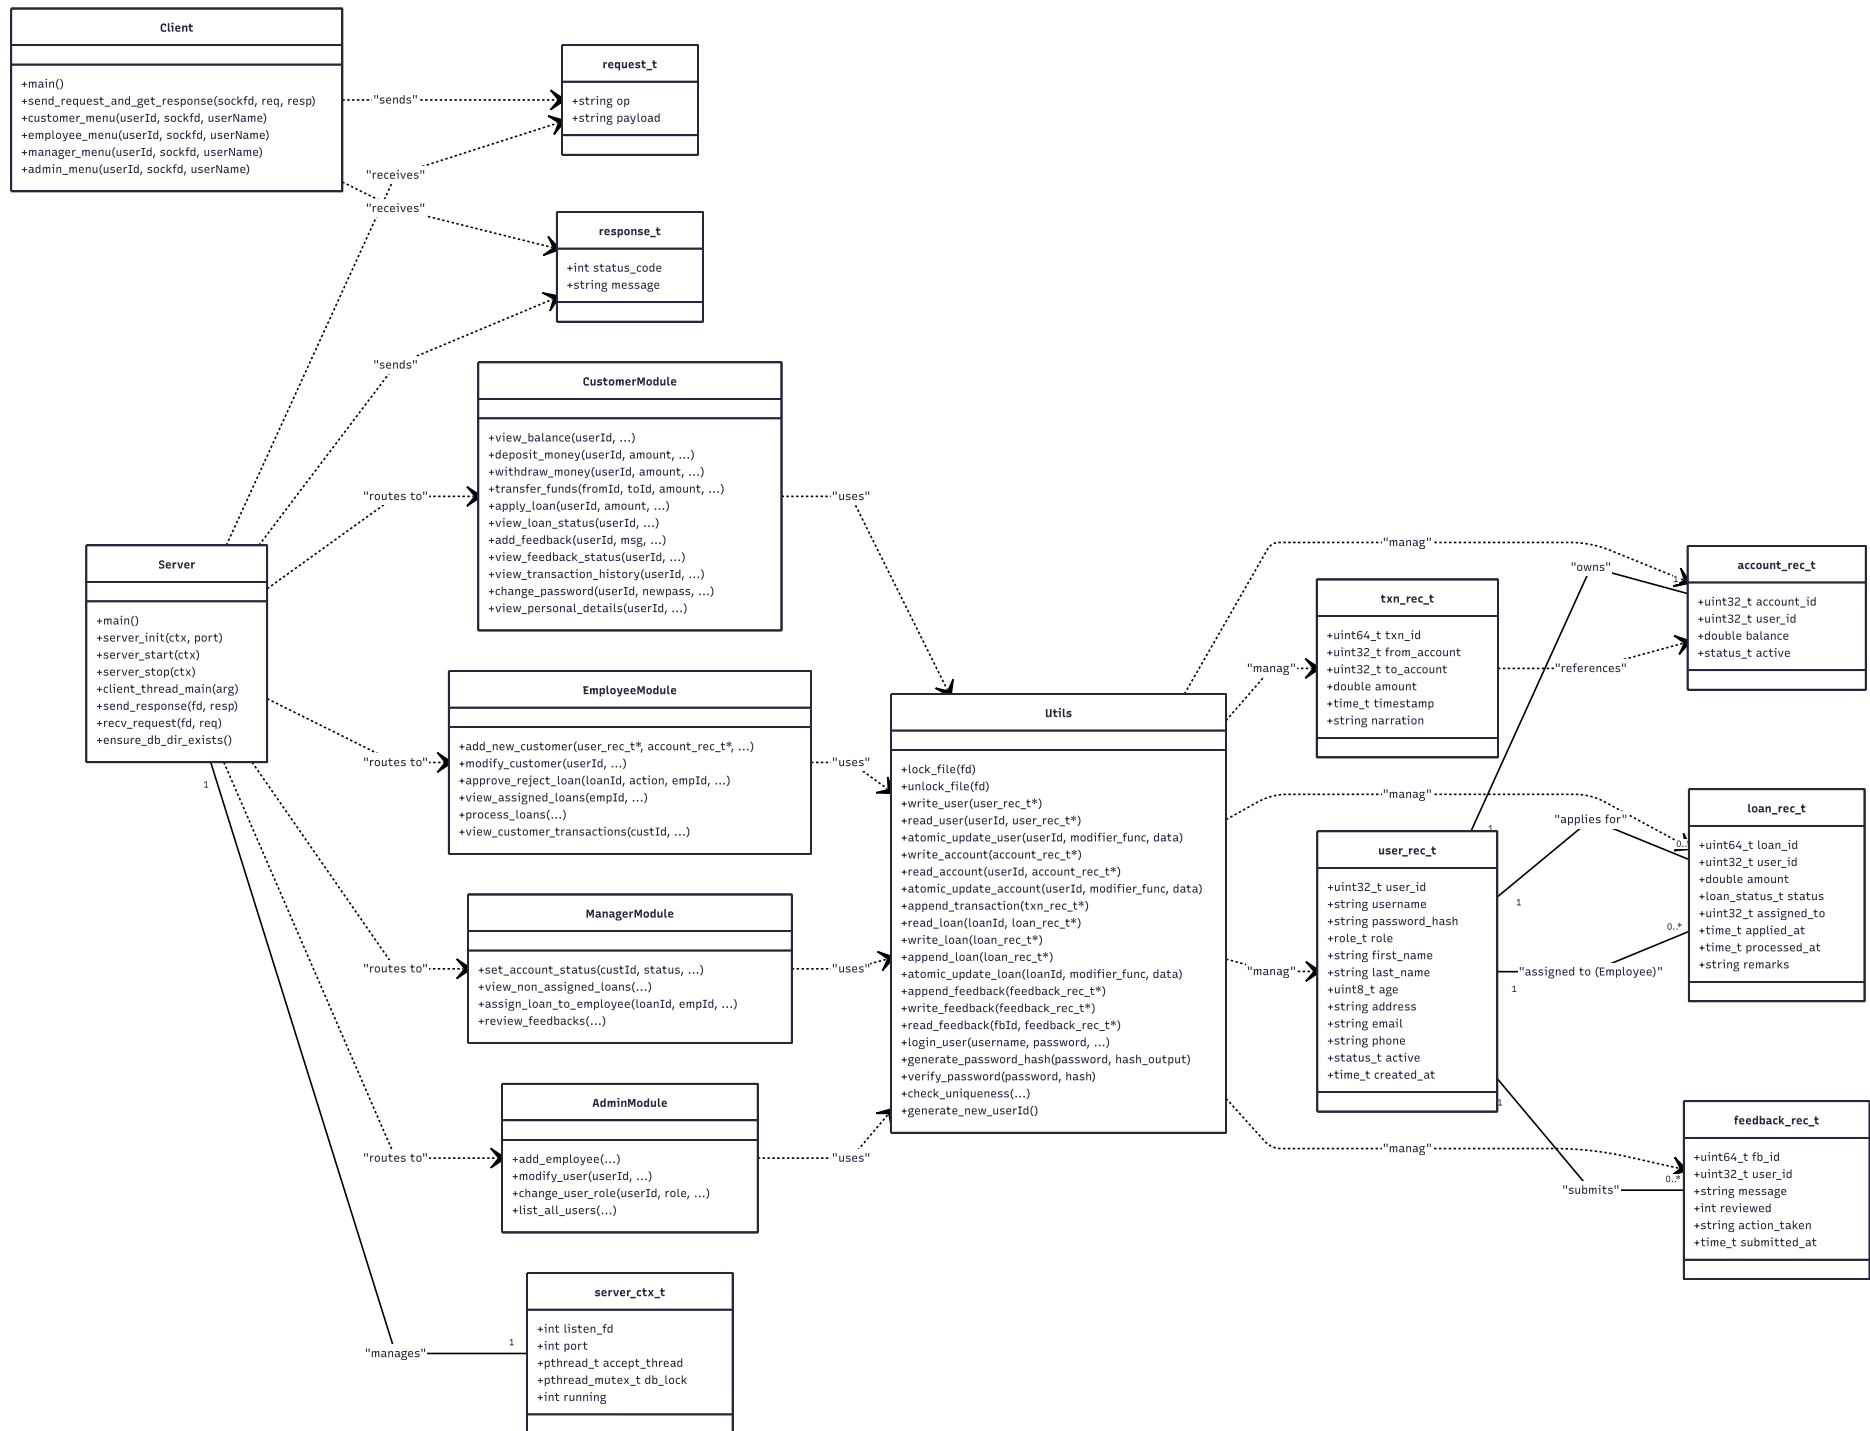 Client
+main()
+send_request_and_get_response(sockfd, req, resp)
+customer_menu(userId, sockfd, userName)
+employee_menu(userId, sockfd, userName)
+manager_menu(userId, sockfd, userName)
+admin_menu(userId, sockfd, userName)
"sends"
request_t
+string op
+string payload
"receives"
"receives"
response_t
+int status_code
+string message
"sends"
CustomerModule
+view_balance(userId, ...)
+deposit_money(userId, amount, ...)
+withdraw_money(userId, amount, ...)
+transfer_funds(fromId, toId, amount, ...)
+apply_loan(userId, amount, ...)
+view_loan_status(userId, ...)
+add_feedback(userId, msg, ...)
+view_feedback_status(userId, ...)
+view_transaction_history(userId, ...)
+change_password(userId, newpass, ...)
+view_personal_details(userId, ...)
"routes to"
"uses"
Server
+main()
+server_init(ctx, port)
+server_start(ctx)
+server_stop(ctx)
+client_thread_main(arg)
+send_response(fd, resp)
+recv_request(fd, req)
+ensure_db_dir_exists()
1
EmployeeModule
+add_new_customer(user_rec_t*, account_rec_t*, ...)
+modify_customer(userId, ...)
+approve_reject_loan(loanId, action, empId, ...)
+view_assigned_loans(empId, ...)
+process_loans(...)
+view_customer_transactions(custId, ...)
"routes to"
"uses"
ManagerModule
+set_account_status(custId, status, ...)
+view_non_assigned_loans(...)
+assign_loan_to_employee(loanId, empId, ...)
+review_feedbacks(...)
"routes to"
"uses"
AdminModule
+add_employee(...)
+modify_user(userId, ...)
+change_user_role(userId, role, ...)
+list_all_users(...)
"routes to"
"uses"
server_ctx_t
+int listen_fd
+int port
+pthread_t accept_thread
+pthread_mutex_t db_lock
+int running
"manages"
1
Utils
+lock_file(fd)
+unlock_file(fd)
+write_user(user_rec_t*)
+read_user(userId, user_rec_t*)
+atomic_update_user(userId, modifier_func, data)
+write_account(account_rec_t*)
+read_account(userId, account_rec_t*)
+atomic_update_account(userId, modifier_func, data)
+append_transaction(txn_rec_t*)
+read_loan(loanId, loan_rec_t*)
+write_loan(loan_rec_t*)
+append_loan(loan_rec_t*)
+atomic_update_loan(loanId, modifier_func, data)
+append_feedback(feedback_rec_t*)
+write_feedback(feedback_rec_t*)
+read_feedback(fbId, feedback_rec_t*)
+login_user(username, password, ...)
+generate_password_hash(password, hash_output)
+verify_password(password, hash)
+check_uniqueness(...)
+generate_new_userId()
"manag"
"manag"
"manag"
"manag"
"manag"
txn_rec_t
+uint64_t txn_id
+uint32_t from_account
+uint32_t to_account
+double amount
+time_t timestamp
+string narration
"references"
"owns"
1
1
account_rec_t
+uint32_t account_id
+uint32_t user_id
+double balance
+status_t active
user_rec_t
+uint32_t user_id
+string username
+string password_hash
+role_t role
+string first_name
+string last_name
+uint8_t age
+string address
+string email
+string phone
+status_t active
+time_t created_at
"applies for"
1
"assigned to (Employee)"
1
0..*
loan_rec_t
+uint64_t loan_id
+uint32_t user_id
+double amount
+loan_status_t status
+uint32_t assigned_to
+time_t applied_at
+time_t processed_at
+string remarks
1
"submits"
0..*
feedback_rec_t
+uint64_t fb_id
+uint32_t user_id
+string message
+int reviewed
+string action_taken
+time_t submitted_at